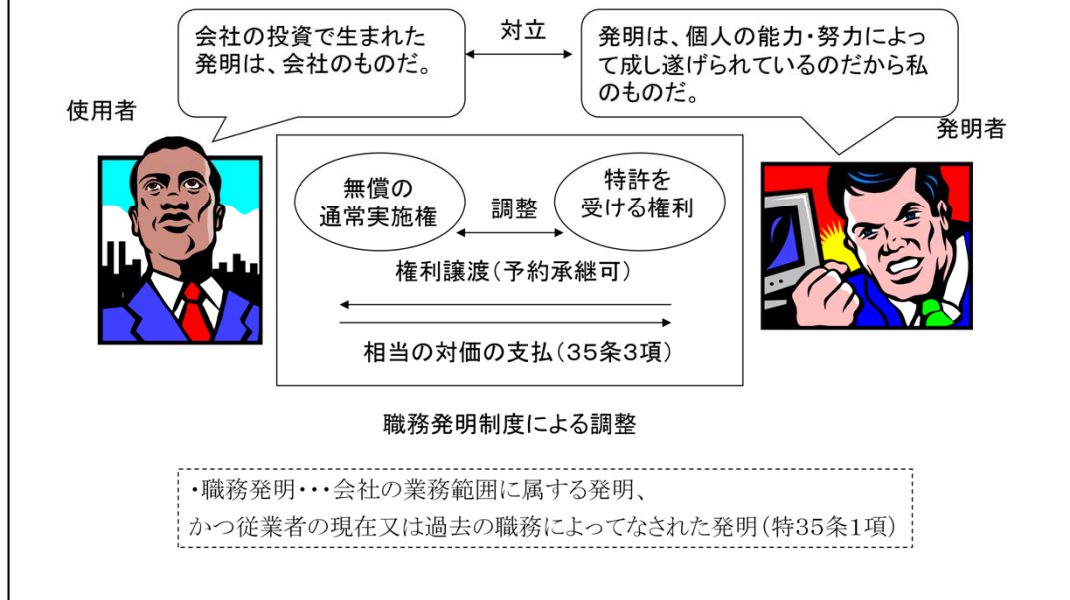 会社の投資で生まれた
発明は、会社のものだ。
対立
発明は、個人の能力・努力によっ
て成し遂げられているのだから私
のものだ。
使用者
発明者
無償の
通常実施権
調整
特許を
受ける権利
権利譲渡（予約承継可）
相当の対価の支払（35条3項）
職務発明制度による調整
・職務発明・・・会社の業務範囲に属する発明、
かつ従業者の現在又は過去の職務によってなされた発明（特35条1項）